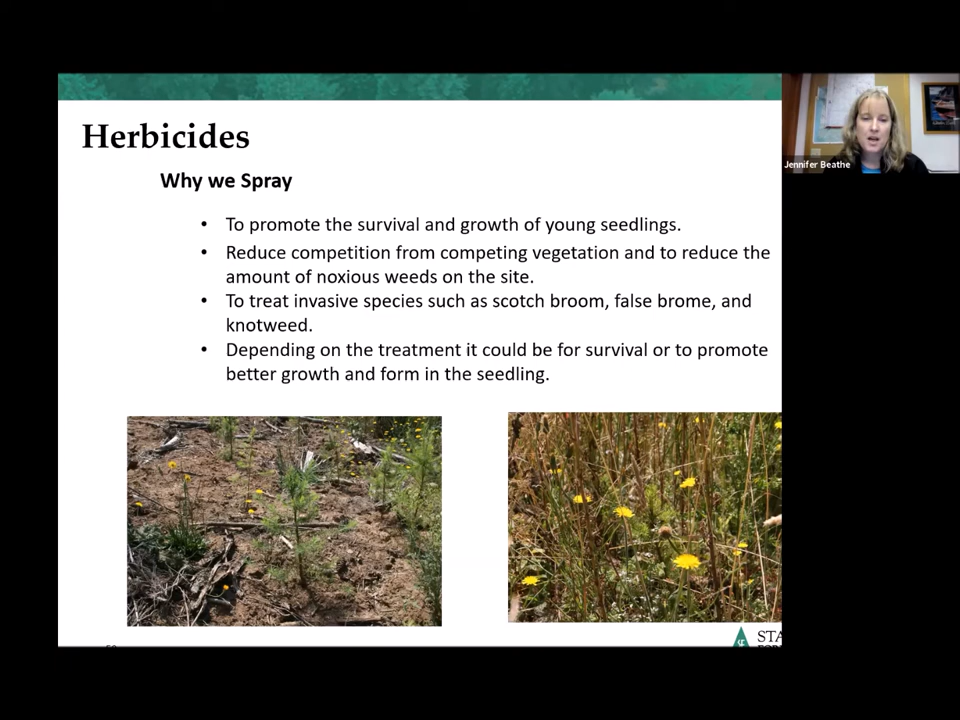 Herbicides
Jennifer Beathe
Why we Spray
• To promote the survival and growth of young seedlings.
• Reduce competition from competing vegetation and to reduce the
amount of noxious weeds on the site.
• To treat invasive species such as scotch broom, false brome, and
knotweed.
• Depending on the treatment it could be for survival or to promote
better growth and form in the seedling.
STA